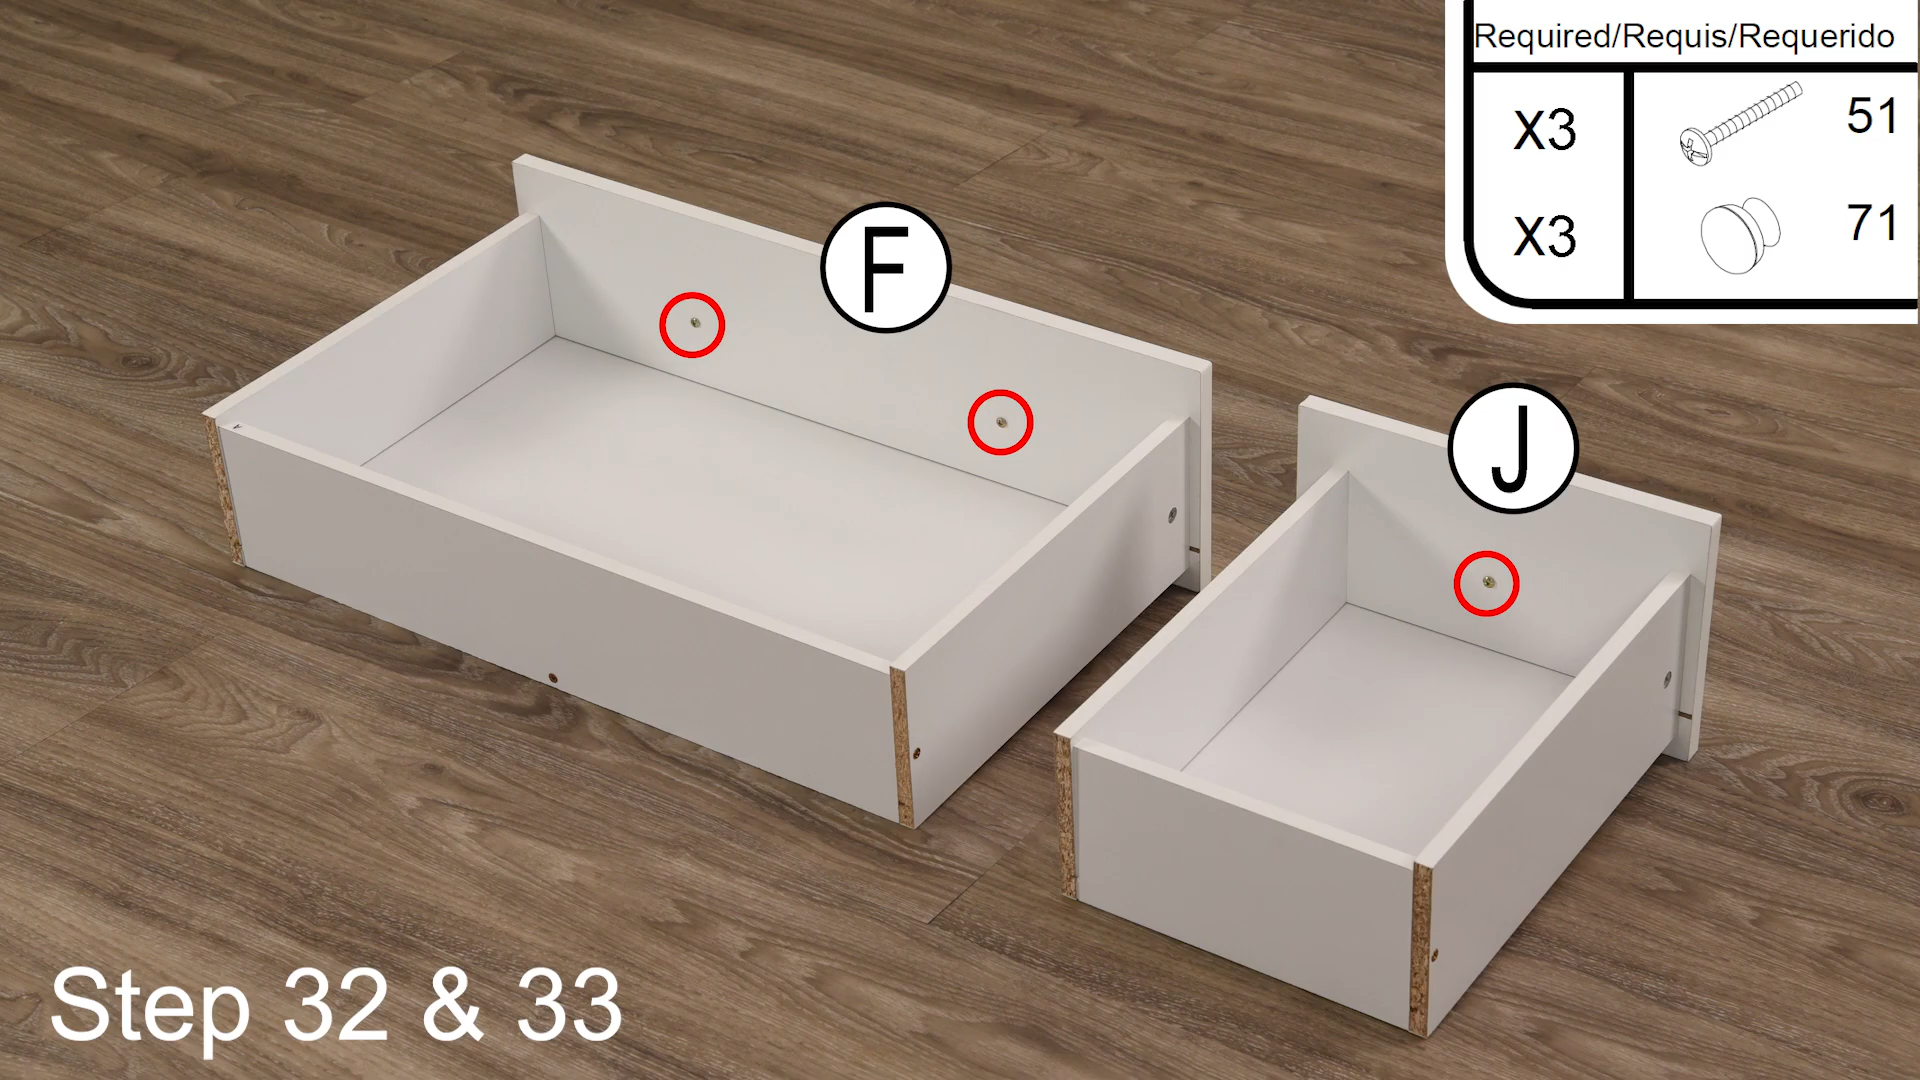 Required/Requis/Requerido
X3 51
X3 71
F
J
Step 32 & 33